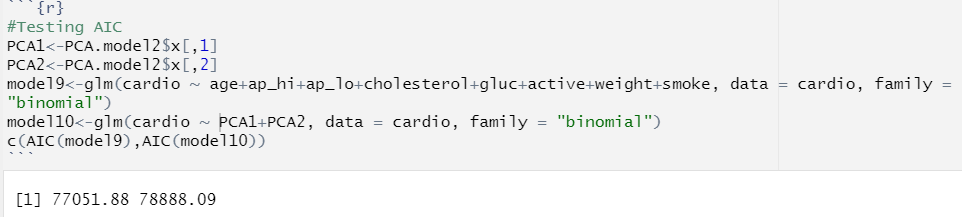 ```{r}
#Testing AIC
PCA1<-PCA.model2$x[,1]
PCA2<-PCA.model2$x[,2]
model9<-glm(cardio ~ age+ap_hi+ap_lo+cholesterol+gluc+active+weight+smoke, data = cardio, family =
"binomial")
model10<-glm(cardio ~ PCA1+PCA2, data = cardio, family = "binomial")
c(AIC(model9),AIC(model10))
```
[1] 77051.88 78888.09